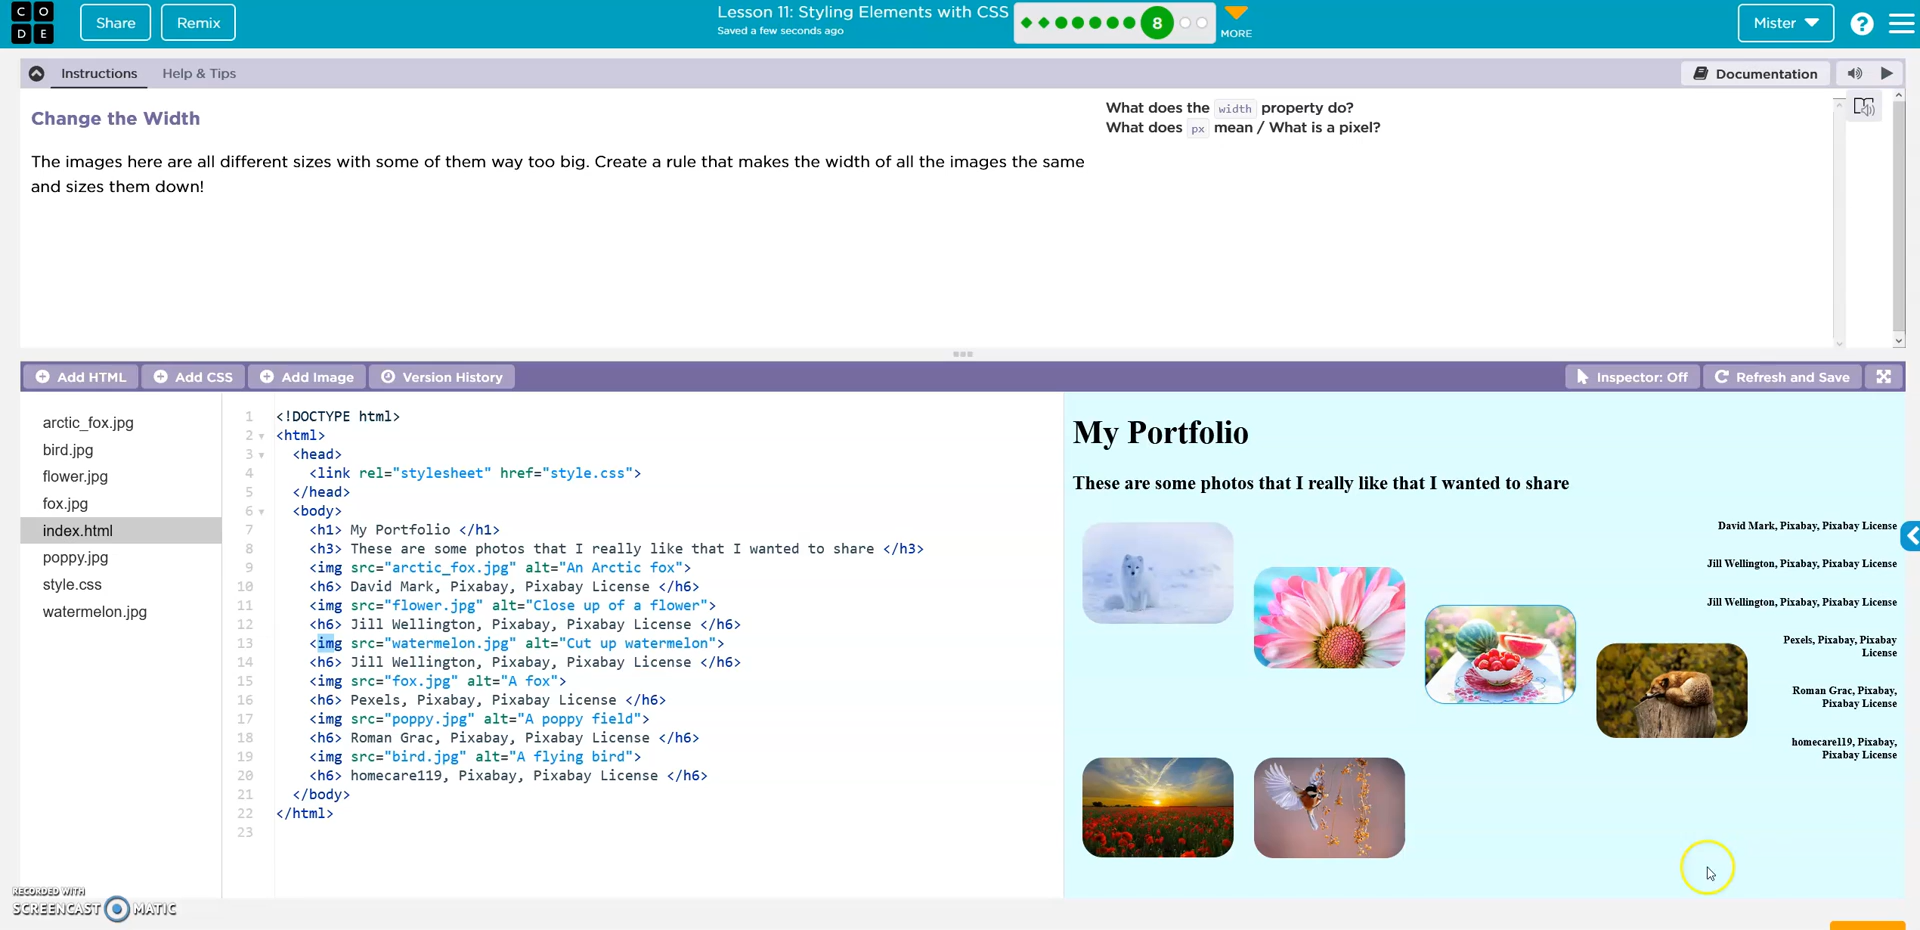 CODE
Share
Remix
Lesson 11: Styling Elements with CSS
Saved a few seconds ago
8
MORE
Mister
?
Instructions
Help & Tips
Documentation
Change the Width
The images here are all different sizes with some of them way too big. Create a rule that makes the width of all the images the same
and sizes them down!
What does the width property do?
What does px mean / What is a pixel?
Add HTML
Add CSS
Add Image
Version History
Inspector: Off
Refresh and Save
arctic_fox.jpg
bird.jpg
flower.jpg
fox.jpg
index.html
poppy.jpg
style.css
watermelon.jpg
1 <!DOCTYPE html>
2 <html>
3 <head>
4 <link rel="stylesheet" href="style.css">
5 </head>
6 <body>
7 <h1> My Portfolio </h1>
8 <h3> These are some photos that I really like that I wanted to share </h3>
9 <img src="arctic_fox.jpg" alt="An Arctic fox">
10 <h6> David Mark, Pixabay, Pixabay License </h6>
11 <img src="flower.jpg" alt="Close up of a flower">
12 <h6> Jill Wellington, Pixabay, Pixabay License </h6>
13 <img src="watermelon.jpg" alt="Cut up watermelon">
14 <h6> Jill Wellington, Pixabay, Pixabay License </h6>
15 <img src="fox.jpg" alt="A fox">
16 <h6> Pexels, Pixabay, Pixabay License </h6>
17 <img src="poppy.jpg" alt="A poppy field">
18 <h6> Roman Grac, Pixabay, Pixabay License </h6>
19 <img src="bird.jpg" alt="A flying bird">
20 <h6> homecare119, Pixabay, Pixabay License </h6>
21 </body>
22 </html>
23
My Portfolio
These are some photos that I really like that I wanted to share
David Mark, Pixabay, Pixabay License
Jill Wellington, Pixabay, Pixabay License
Jill Wellington, Pixabay, Pixabay License
Pexels, Pixabay, Pixabay
License
Roman Grac, Pixabay,
Pixabay License
homecare119, Pixabay,
Pixabay License
RECORDED WITH
SCREENCAST MATIC